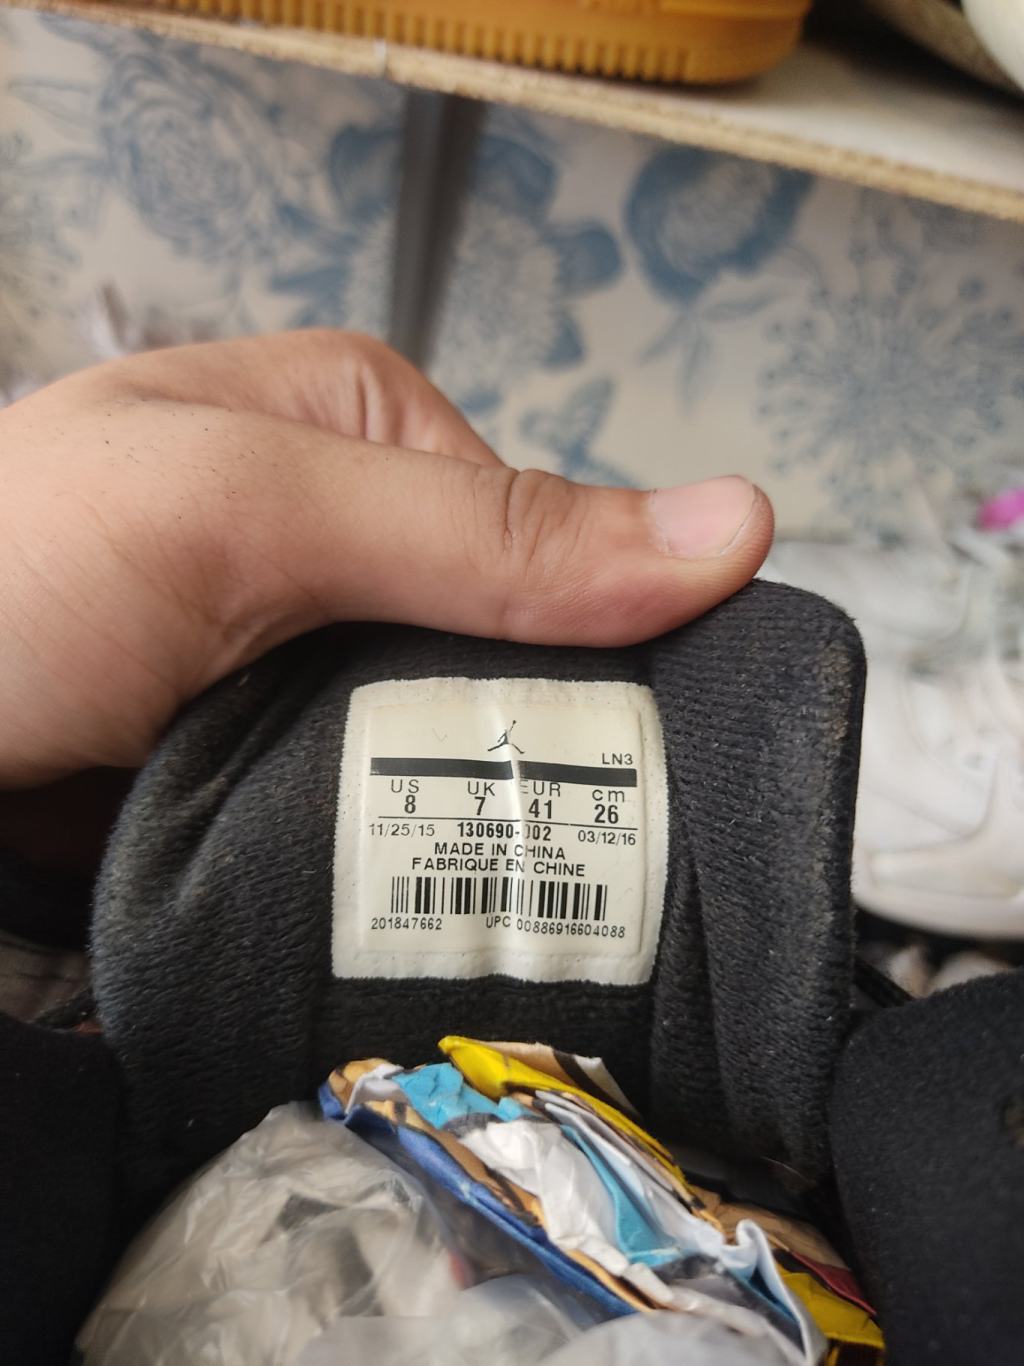 LN3
US UK EUR cm
8 7 41 26
11/25/15 130690-002 03/12/16
MADE IN CHINA
FABRIQUE EN CHINE
201847662 UPC 00886916604088